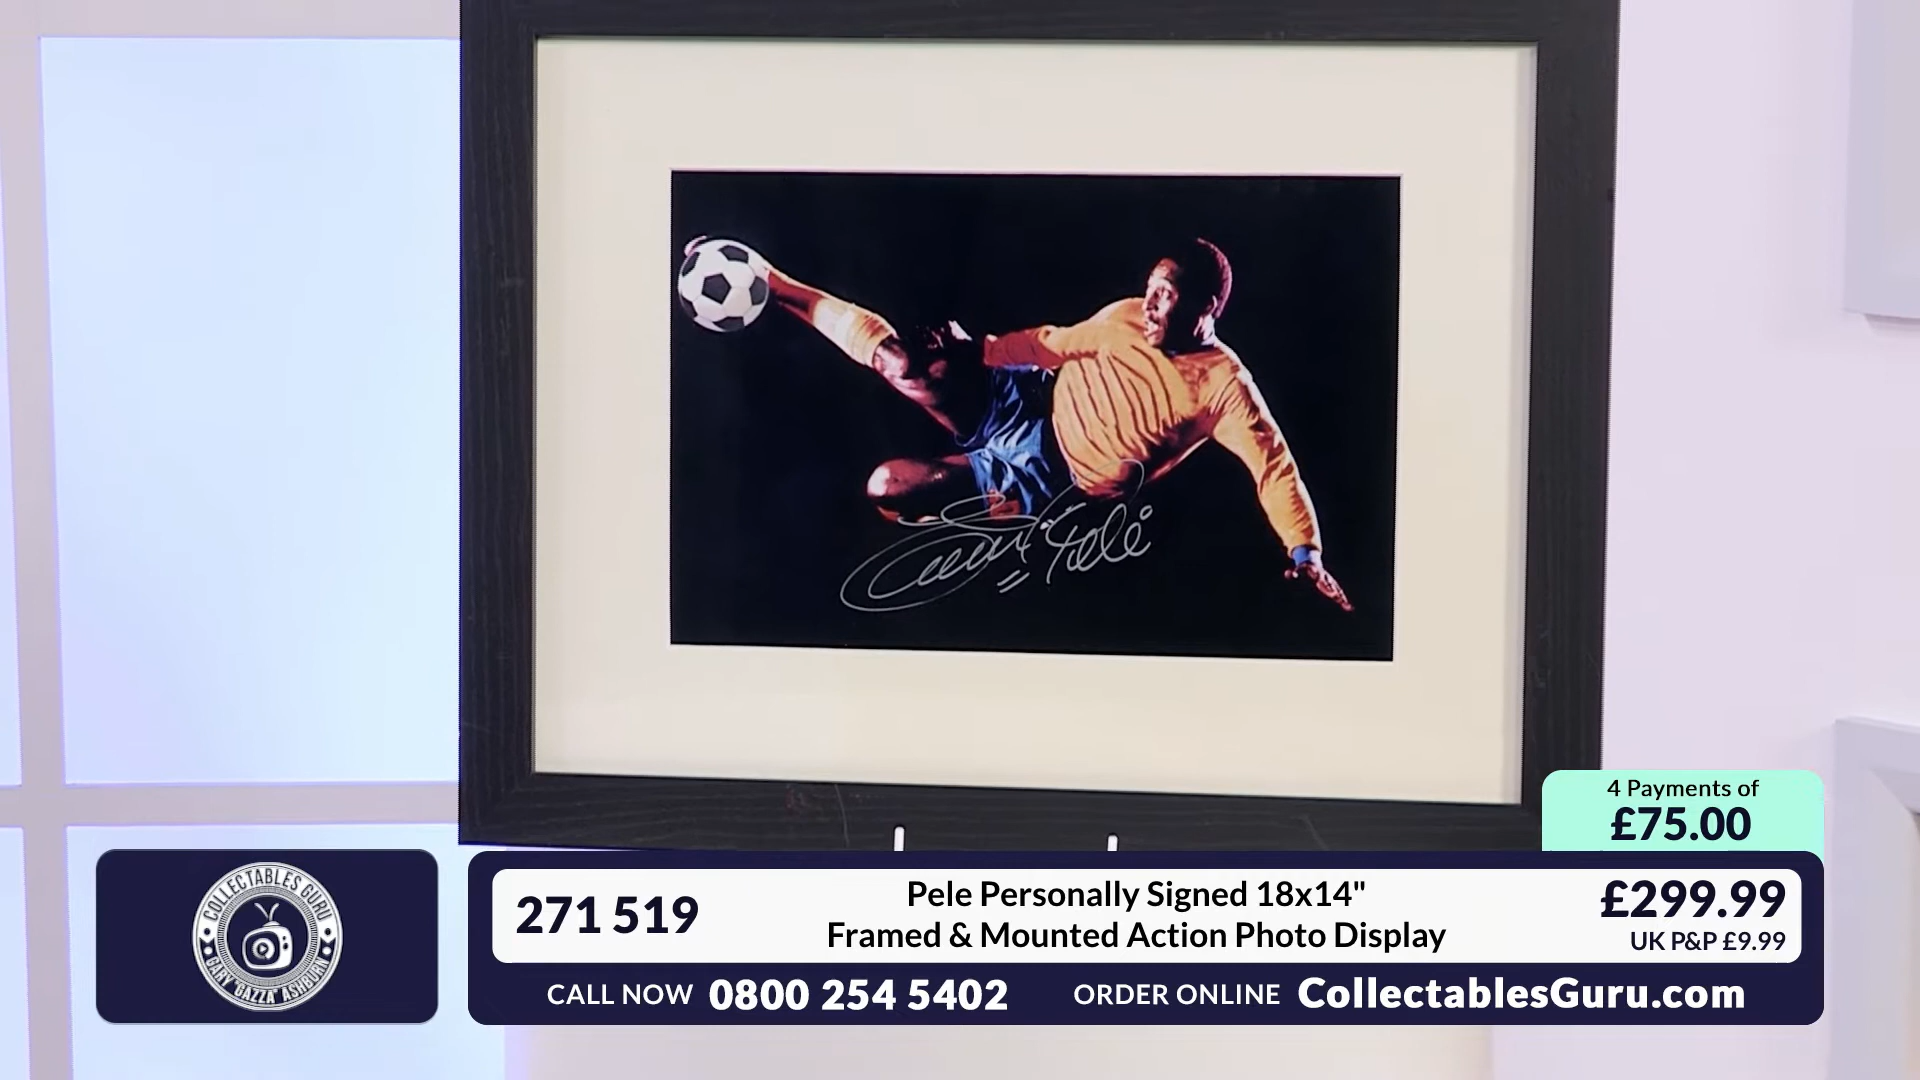 Pelé
4 Payments of
£75.00
271 519
Pele Personally Signed 18x14"
Framed & Mounted Action Photo Display
£299.99
UK P&P £9.99
COLLECTABLES GURU
GARY "GAZZA" ASHBURN
CALL NOW 0800 254 5402
ORDER ONLINE CollectablesGuru.com